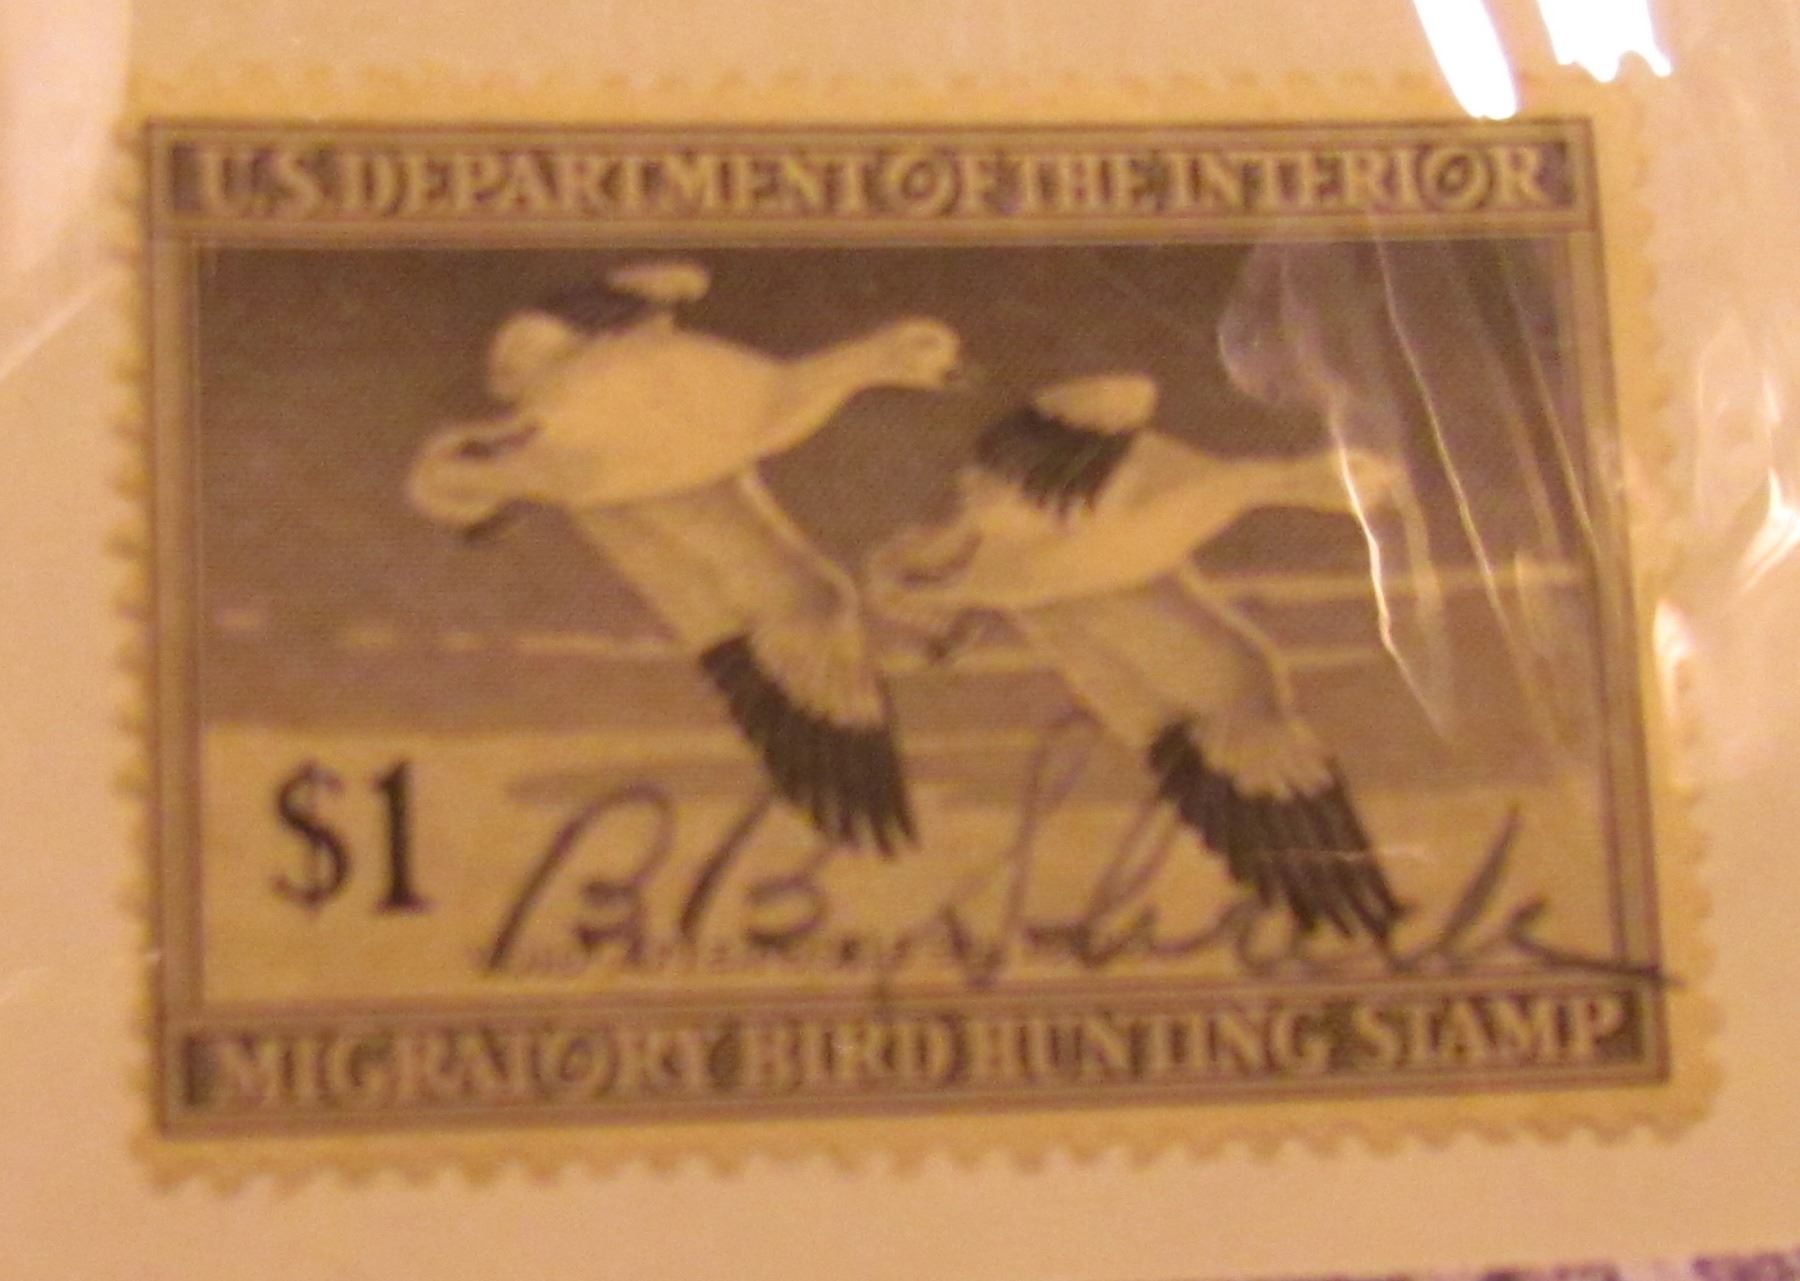 U.S. DEPARTMENT OF THE INTERIOR
$1
MIGRATORY BIRD HUNTING STAMP